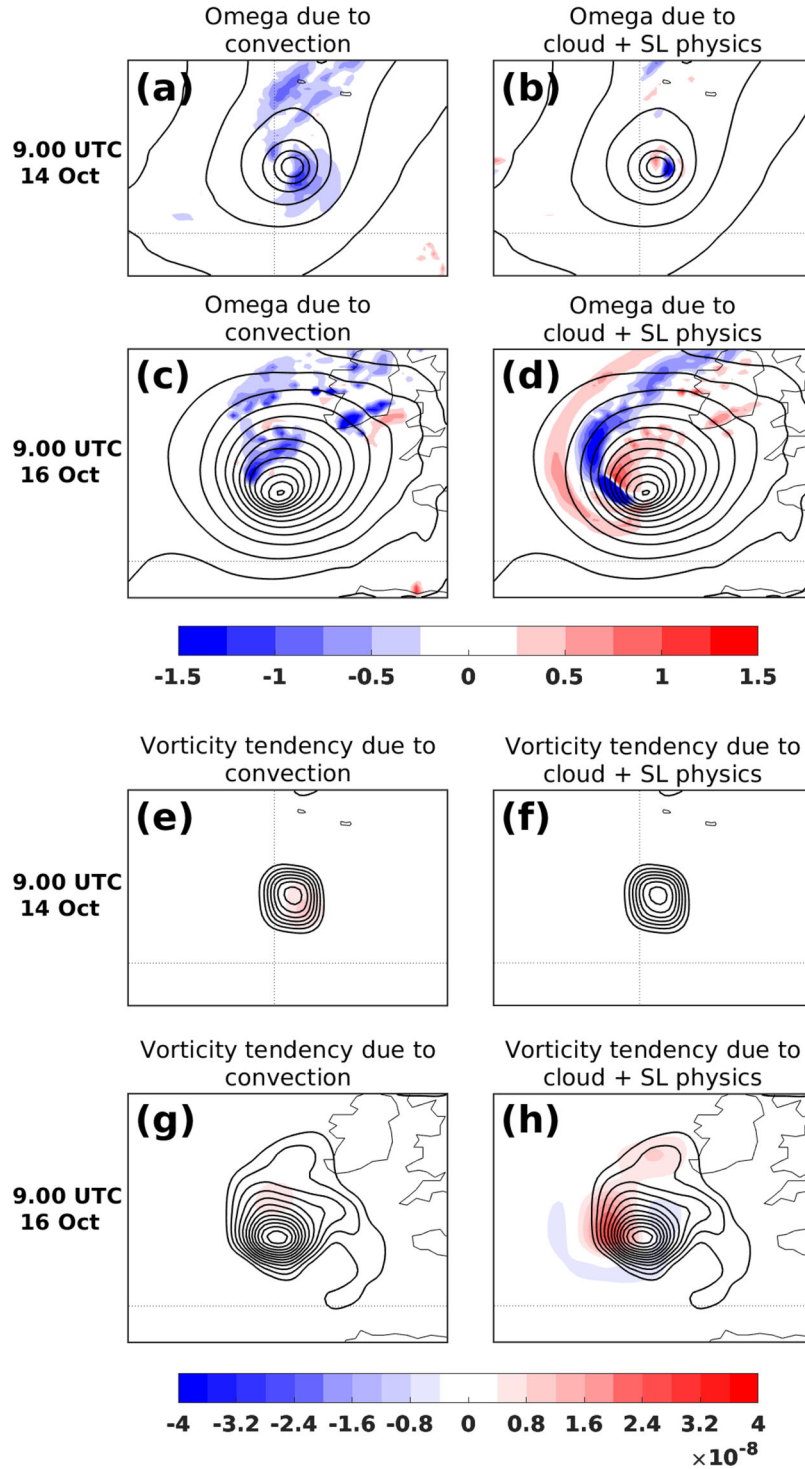 Omega due to
convection
Omega due to
cloud + SL physics
(a)
(b)
9.00 UTC
14 Oct
Omega due to
convection
Omega due to
cloud + SL physics
(c)
(d)
9.00 UTC
16 Oct
-1.5 -1 -0.5 0 0.5 1 1.5
Vorticity tendency due to
convection
Vorticity tendency due to
cloud + SL physics
(e)
(f)
9.00 UTC
14 Oct
Vorticity tendency due to
convection
Vorticity tendency due to
cloud + SL physics
(g)
(h)
9.00 UTC
16 Oct
-4 -3.2 -2.4 -1.6 -0.8 0 0.8 1.6 2.4 3.2 4
×10⁻⁸